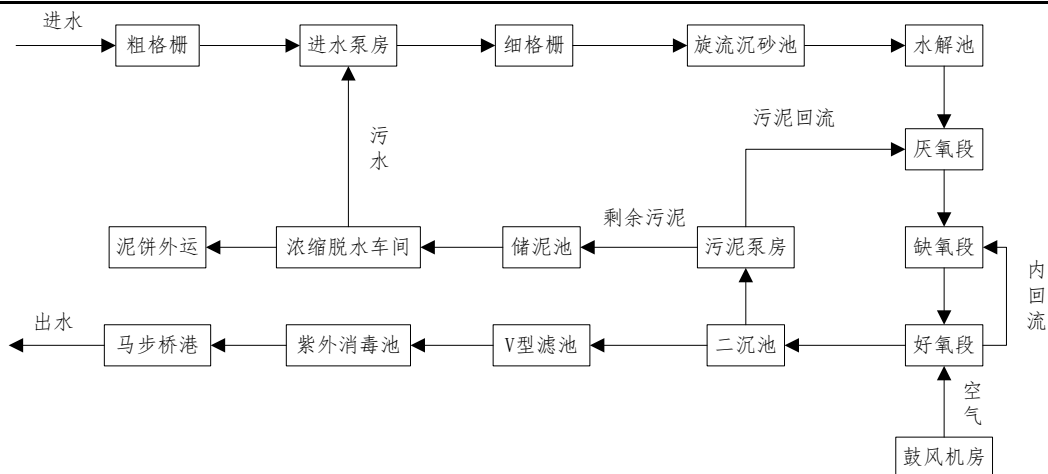 进水
粗格栅
进水泵房
细格栅
旋流沉砂池
水解池
污水
污泥回流
厌氧段
剩余污泥
泥饼外运
浓缩脱水车间
储泥池
污泥泵房
缺氧段
内回流
出水
马步桥港
紫外消毒池
V型滤池
二沉池
好氧段
空气
鼓风机房